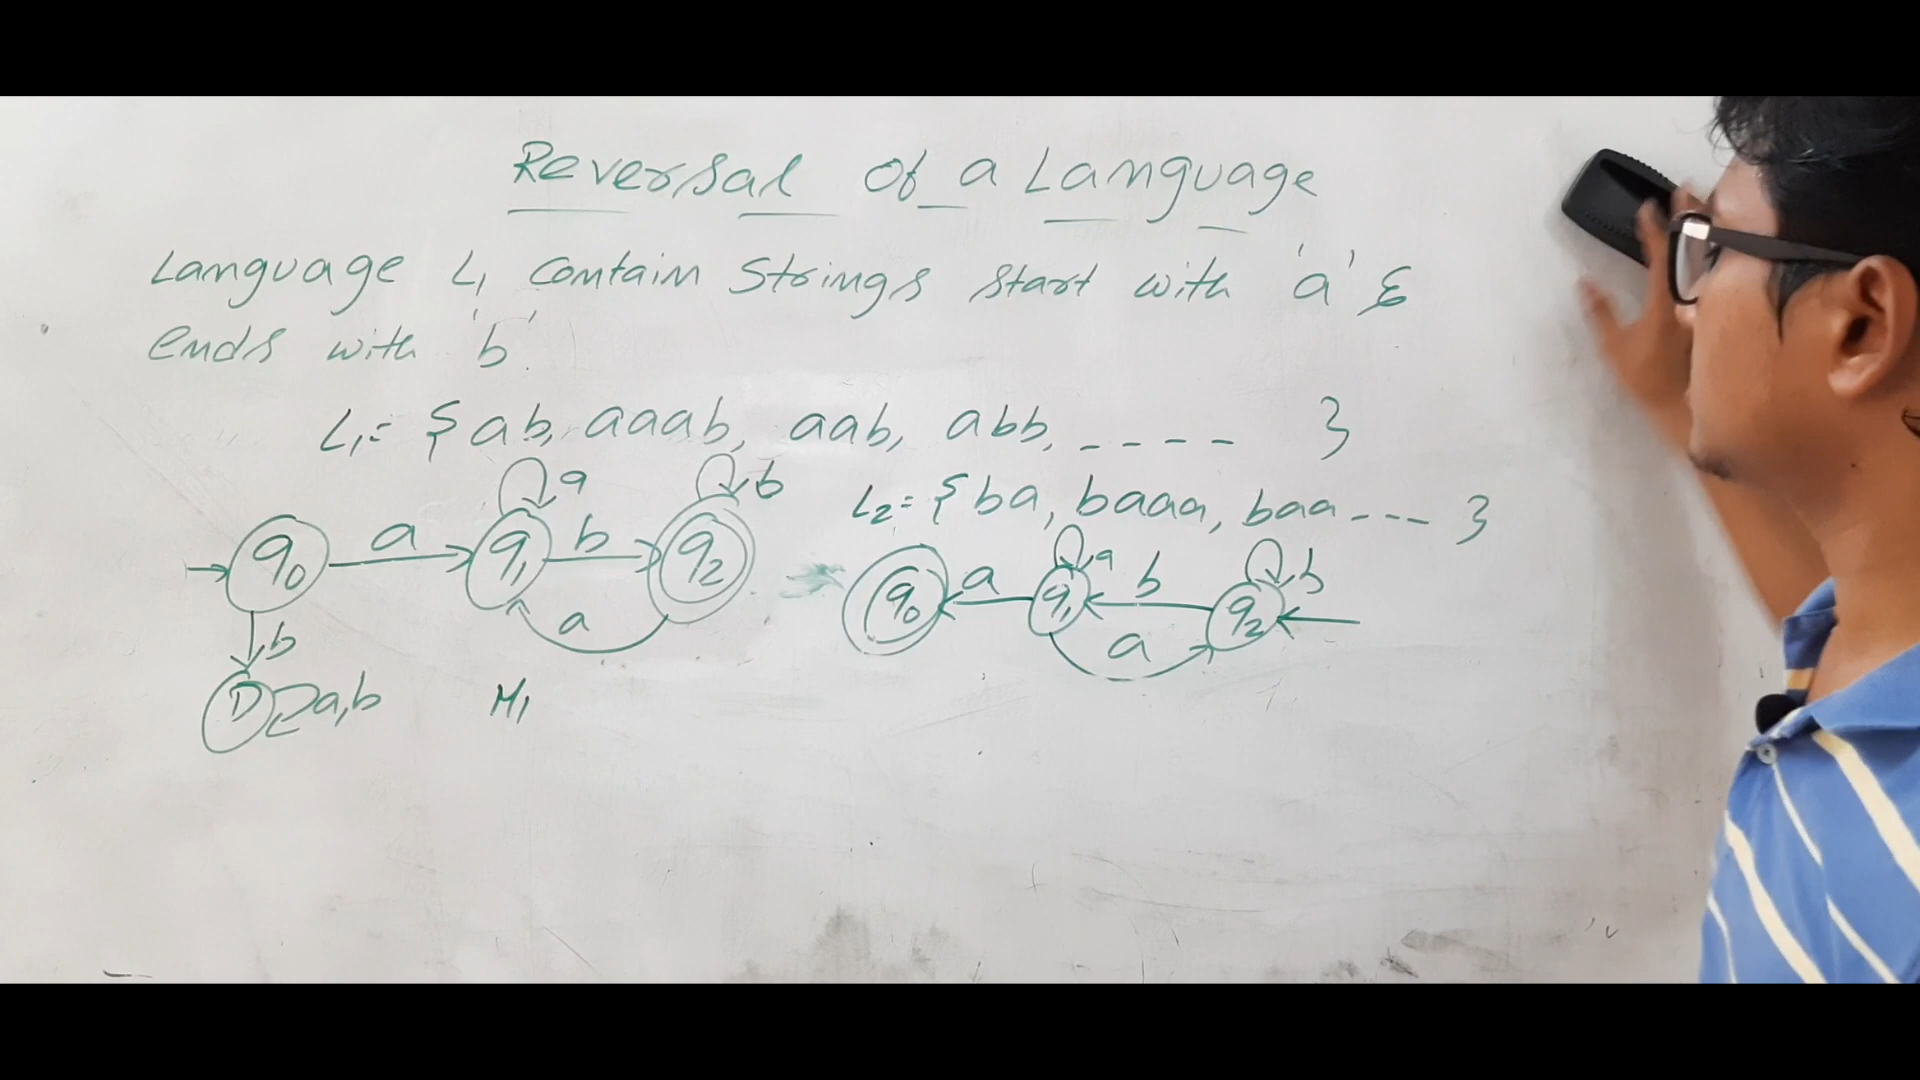 Reversal of a Language
Language L1 contain strings start with 'a' &
ends with 'b'.
L1= {ab, aaab, aab, abb, ---- }
L2= {ba, baaa, baa --- }
a b
q0 a q1 b q2
a
b
D a,b
M1
a b
q0 a q1 b q2
a